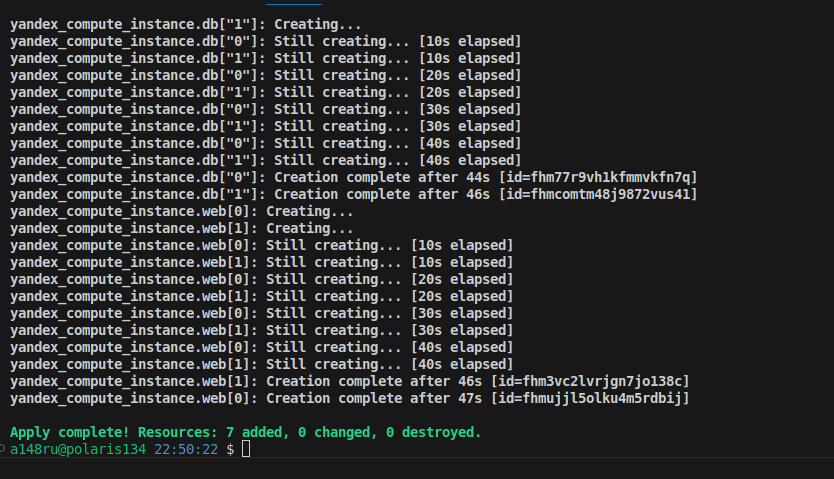 yandex_compute_instance.db["1"]: Creating...
yandex_compute_instance.db["0"]: Still creating... [10s elapsed]
yandex_compute_instance.db["1"]: Still creating... [10s elapsed]
yandex_compute_instance.db["0"]: Still creating... [20s elapsed]
yandex_compute_instance.db["1"]: Still creating... [20s elapsed]
yandex_compute_instance.db["0"]: Still creating... [30s elapsed]
yandex_compute_instance.db["1"]: Still creating... [30s elapsed]
yandex_compute_instance.db["0"]: Still creating... [40s elapsed]
yandex_compute_instance.db["1"]: Still creating... [40s elapsed]
yandex_compute_instance.db["0"]: Creation complete after 44s [id=fhm77r9vh1kfmmvkfn7q]
yandex_compute_instance.db["1"]: Creation complete after 46s [id=fhmcomtm48j9872vus41]
yandex_compute_instance.web[0]: Creating...
yandex_compute_instance.web[1]: Creating...
yandex_compute_instance.web[0]: Still creating... [10s elapsed]
yandex_compute_instance.web[1]: Still creating... [10s elapsed]
yandex_compute_instance.web[0]: Still creating... [20s elapsed]
yandex_compute_instance.web[1]: Still creating... [20s elapsed]
yandex_compute_instance.web[0]: Still creating... [30s elapsed]
yandex_compute_instance.web[1]: Still creating... [30s elapsed]
yandex_compute_instance.web[0]: Still creating... [40s elapsed]
yandex_compute_instance.web[1]: Still creating... [40s elapsed]
yandex_compute_instance.web[1]: Creation complete after 46s [id=fhm3vc2lvrjgn7jo138c]
yandex_compute_instance.web[0]: Creation complete after 47s [id=fhmujjl5olku4m5rdbij]
Apply complete! Resources: 7 added, 0 changed, 0 destroyed.
a148ru@polaris134 22:50:22 $